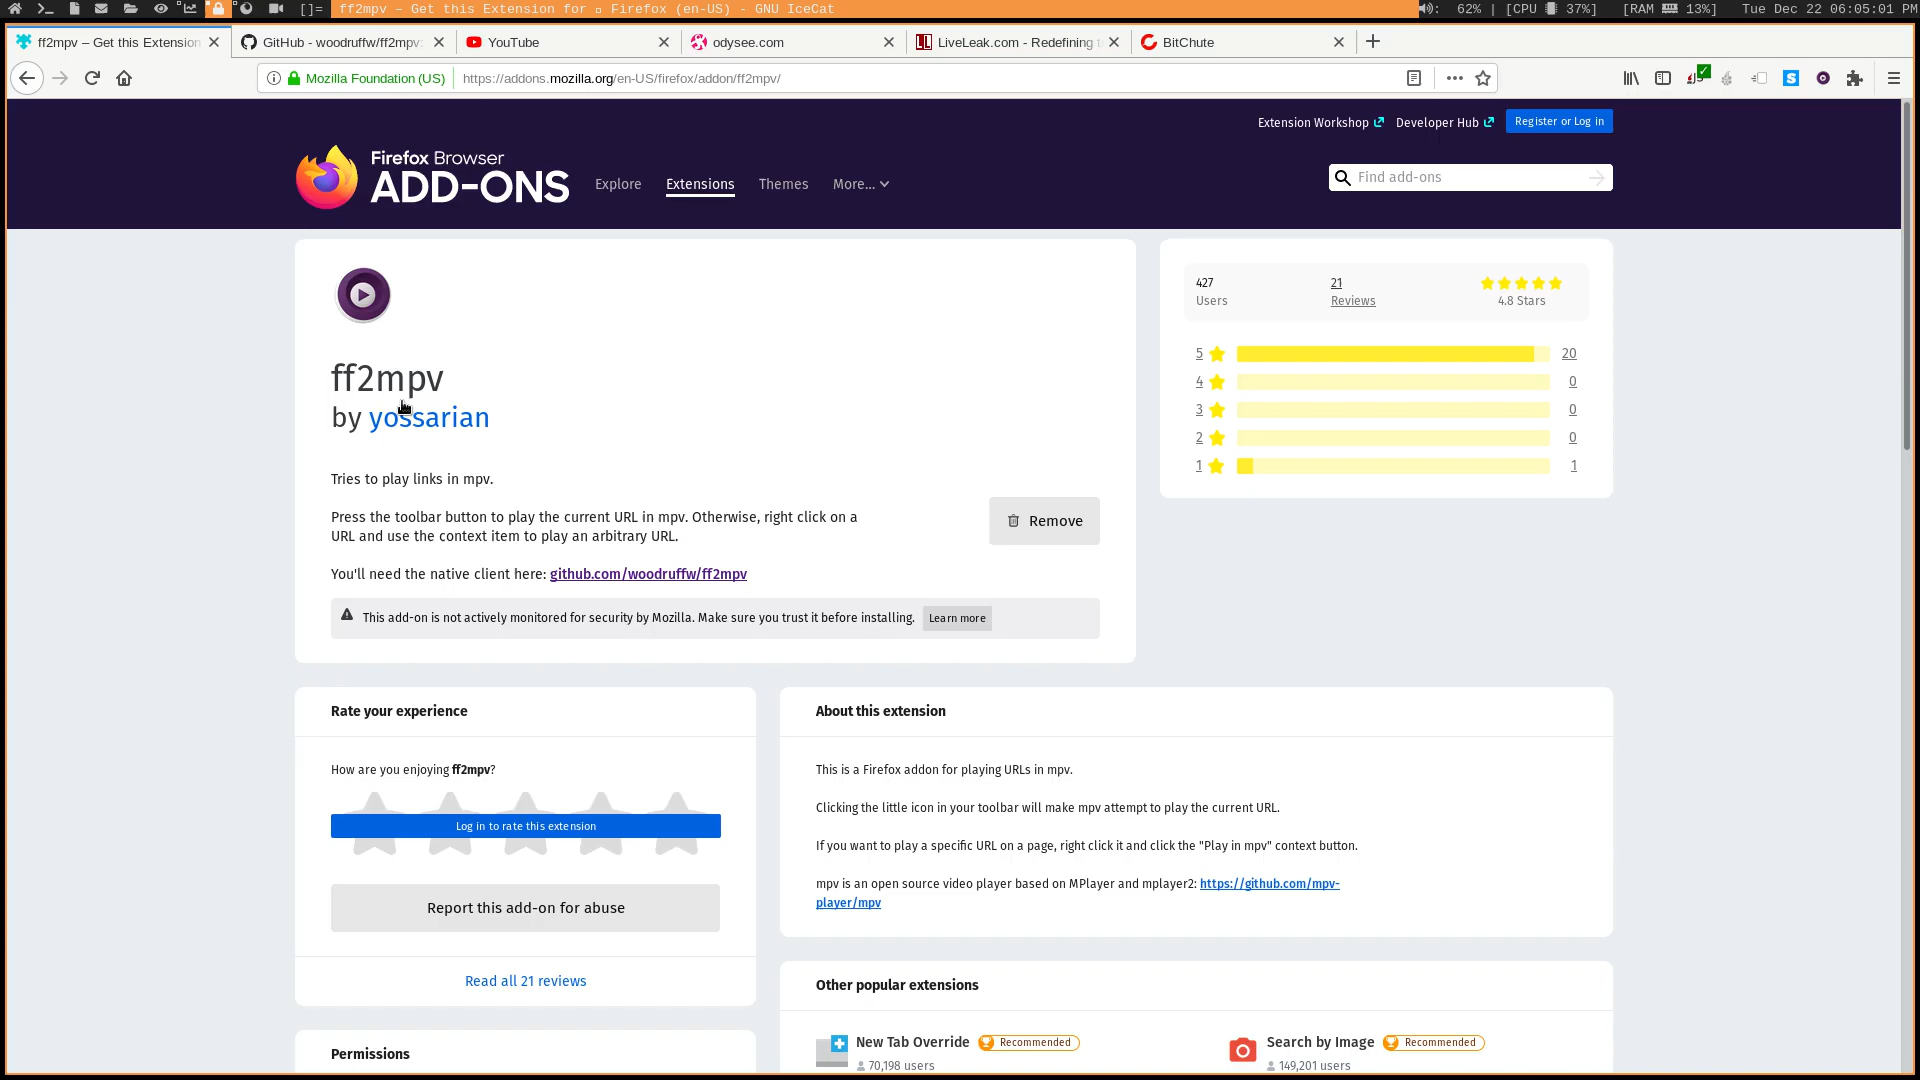 []= ff2mpv – Get this Extension for Firefox (en-US) - GNU IceCat : 62% | [CPU 37%] [RAM 13%] Tue Dec 22 06:05:01 PM
ff2mpv – Get this Extension GitHub - woodruffw/ff2mpv: YouTube odysee.com LiveLeak.com - Redefining t BitChute
Mozilla Foundation (US) https://addons.mozilla.org/en-US/firefox/addon/ff2mpv/
Extension Workshop Developer Hub Register or Log in
Firefox Browser
ADD-ONS Explore Extensions Themes More... Find add-ons
427 21
Users Reviews 4.8 Stars
5 20
ff2mpv 4 0
by yossarian 3 0
2 0
1 1
Tries to play links in mpv.
Press the toolbar button to play the current URL in mpv. Otherwise, right click on a
URL and use the context item to play an arbitrary URL.
Remove
You'll need the native client here: github.com/woodruffw/ff2mpv
This add-on is not actively monitored for security by Mozilla. Make sure you trust it before installing. Learn more
Rate your experience
How are you enjoying ff2mpv?
Log in to rate this extension
Report this add-on for abuse
Read all 21 reviews
Permissions
About this extension
This is a Firefox addon for playing URLs in mpv.
Clicking the little icon in your toolbar will make mpv attempt to play the current URL.
If you want to play a specific URL on a page, right click it and click the "Play in mpv" context button.
mpv is an open source video player based on MPlayer and mplayer2: https://github.com/mpv-
player/mpv
Other popular extensions
New Tab Override Recommended Search by Image Recommended
70,198 users 149,201 users